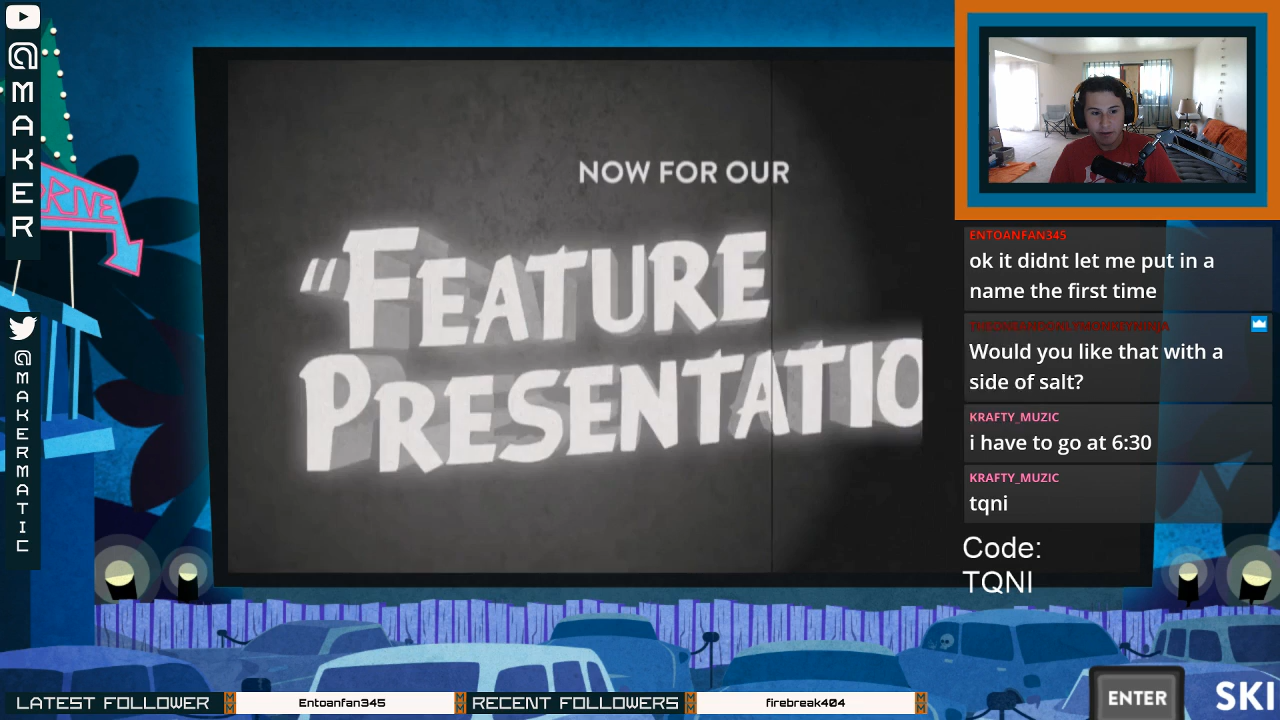 @MAKER
@MAKERMATIC
DRIVE
NOW FOR OUR
"FEATURE
PRESENTATIO
ENTOANFAN345
ok it didnt let me put in a
name the first time
Would you like that with a
side of salt?
KRAFTY_MUZIC
i have to go at 6:30
KRAFTY_MUZIC
tqni
Code:
TQNI
ENTER
SKI
LATEST FOLLOWER
Entoanfan345
RECENT FOLLOWERS
firebreak404